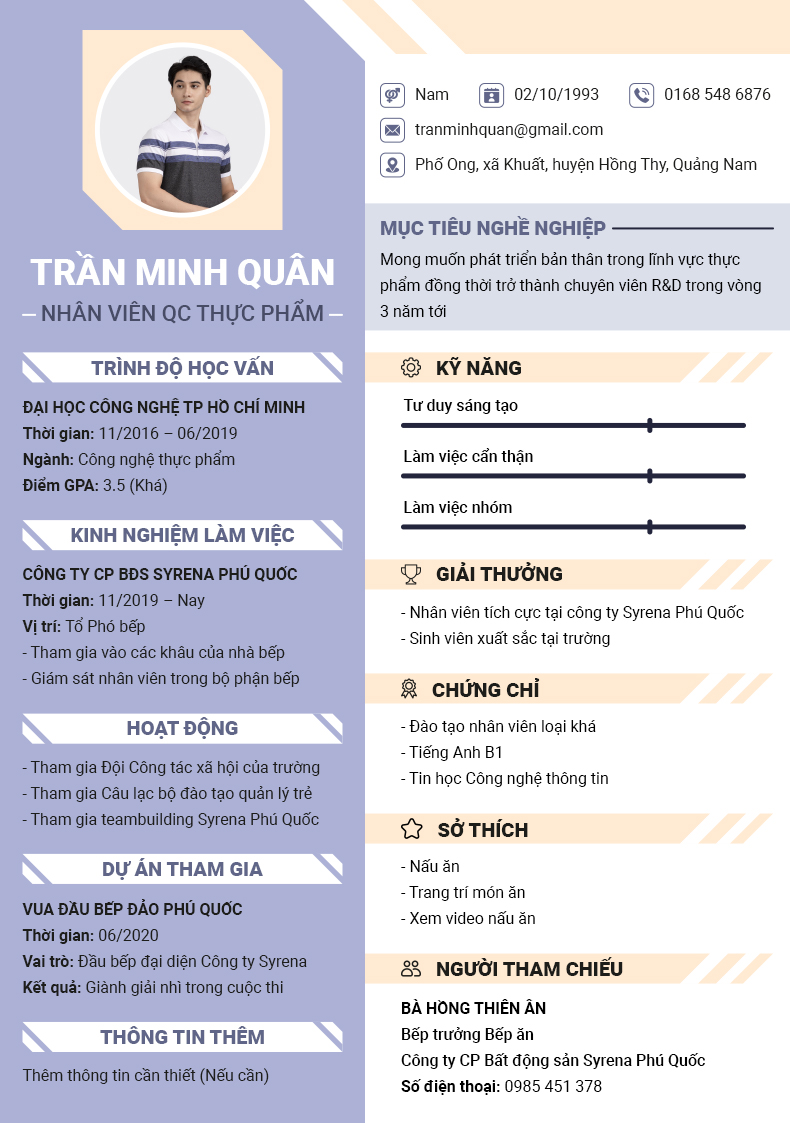 TRẦN MINH QUÂN
NHÂN VIÊN QC THỰC PHẨM
TRÌNH ĐỘ HỌC VẤN
ĐẠI HỌC CÔNG NGHỆ TP HỒ CHÍ MINH
Thời gian: 11/2016 – 06/2019
Ngành: Công nghệ thực phẩm
Điểm GPA: 3.5 (Khá)
KINH NGHIỆM LÀM VIỆC
CÔNG TY CP BĐS SYRENA PHÚ QUỐC
Thời gian: 11/2019 – Nay
Vị trí: Tổ Phó bếp
- Tham gia vào các khâu của nhà bếp
- Giám sát nhân viên trong bộ phận bếp
HOẠT ĐỘNG
- Tham gia Đội Công tác xã hội của trường
- Tham gia Câu lạc bộ đào tạo quản lý trẻ
- Tham gia teambuilding Syrena Phú Quốc
DỰ ÁN THAM GIA
VUA ĐẦU BẾP ĐẢO PHÚ QUỐC
Thời gian: 06/2020
Vai trò: Đầu bếp đại diện Công ty Syrena
Kết quả: Giành giải nhì trong cuộc thi
THÔNG TIN THÊM
Thêm thông tin cần thiết (Nếu cần)
Nam 02/10/1993 0168 548 6876
tranminhquan@gmail.com
Phố Ong, xã Khuất, huyện Hồng Thy, Quảng Nam
MỤC TIÊU NGHỀ NGHIỆP
Mong muốn phát triển bản thân trong lĩnh vực thực
phẩm đồng thời trở thành chuyên viên R&D trong vòng
3 năm tới
KỸ NĂNG
Tư duy sáng tạo
Làm việc cẩn thận
Làm việc nhóm
GIẢI THƯỞNG
- Nhân viên tích cực tại công ty Syrena Phú Quốc
- Sinh viên xuất sắc tại trường
CHỨNG CHỈ
- Đào tạo nhân viên loại khá
- Tiếng Anh B1
- Tin học Công nghệ thông tin
SỞ THÍCH
- Nấu ăn
- Trang trí món ăn
- Xem video nấu ăn
NGƯỜI THAM CHIẾU
BÀ HỒNG THIÊN ÂN
Bếp trưởng Bếp ăn
Công ty CP Bất động sản Syrena Phú Quốc
Số điện thoại: 0985 451 378